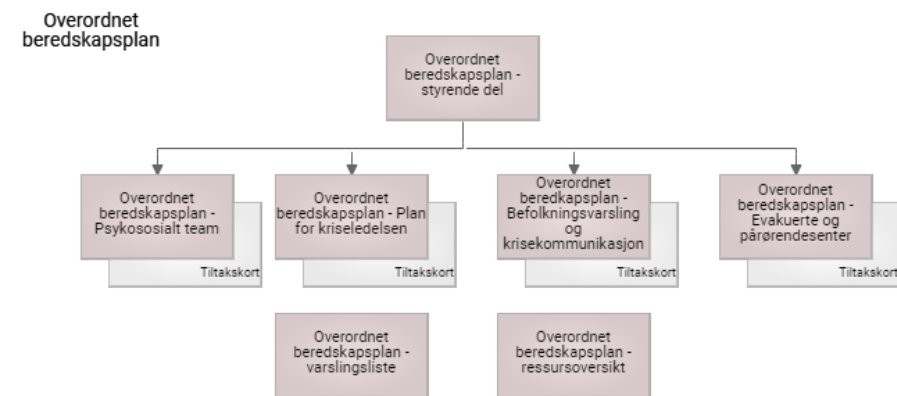 Overordnet
beredskapsplan
Overordnet
beredskapsplan -
styrende del
Overordnet
beredskapsplan -
Psykososialt team
Tiltakskort
Overordnet
beredskapsplan - Plan
for kriseledelsen
Tiltakskort
Overordnet
beredkapsplan -
Befolkningsvarsling
og
krisekommunikasjon
Tiltakskort
Overordnet
beredskapsplan -
Evakuerte og
pårørendesenter
Tiltakskort
Overordnet
beredskapsplan -
varslingsliste
Overordnet
beredskapsplan -
ressursoversikt